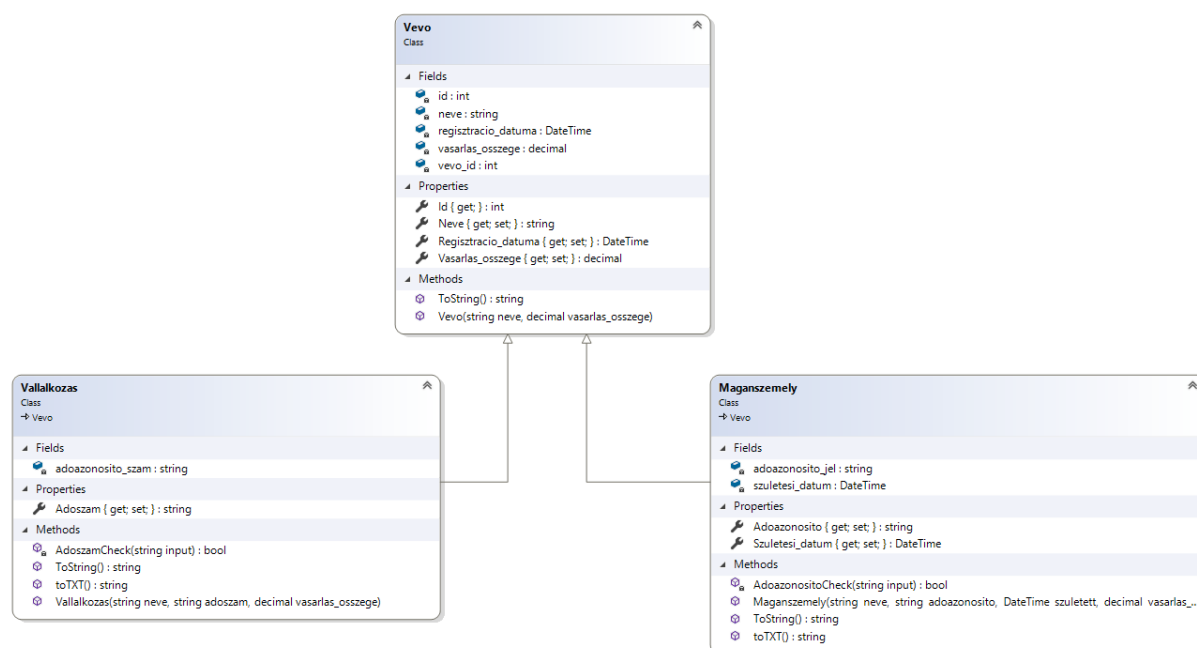 Vevo
Class
Fields
id : int
neve : string
regisztracio_datuma : DateTime
vasarlas_osszege : decimal
vevo_id : int
Properties
Id { get; } : int
Neve { get; set; } : string
Regisztracio_datuma { get; set; } : DateTime
Vasarlas_osszege { get; set; } : decimal
Methods
ToString() : string
Vevo(string neve, decimal vasarlas_osszege)
Vallalkozas
Class
Vevo
Fields
adoazonosito_szam : string
Properties
Adoszam { get; set; } : string
Methods
AdoszamCheck(string input) : bool
ToString() : string
toTXT() : string
Vallalkozas(string neve, string adoszam, decimal vasarlas_osszege)
Maganszemely
Class
Vevo
Fields
adoazonosito_jel : string
szuletesi_datum : DateTime
Properties
Adoazonosito { get; set; } : string
Szuletesi_datum { get; set; } : DateTime
Methods
AdoazonositoCheck(string input) : bool
Maganszemely(string neve, string adoazonosito, DateTime szuletett, decimal vasarlas_...
ToString() : string
toTXT() : string